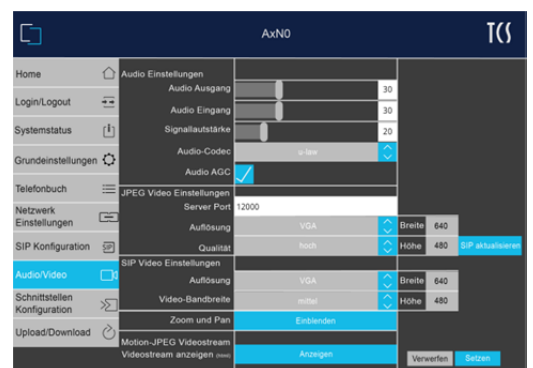 AxN0
TCS
Home
Login/Logout
Systemstatus
Grundeinstellungen
Telefonbuch
Netzwerk
Einstellungen
SIP Konfiguration
SIP
Audio/Video
Schnittstellen
Konfiguration
Upload/Download
Audio Einstellungen
Audio Ausgang 30
Audio Eingang 30
Signallautstärke 20
Audio-Codec u-law
Audio AGC
JPEG Video Einstellungen
Server Port 12000
Auflösung VGA Breite 640
Qualität hoch Höhe 480 SIP aktualisieren
SIP Video Einstellungen
Auflösung VGA Breite 640
Video-Bandbreite mittel Höhe 480
Zoom und Pan Einblenden
Motion-JPEG Videostream
Videostream anzeigen Anzeigen
Verwerfen Setzen